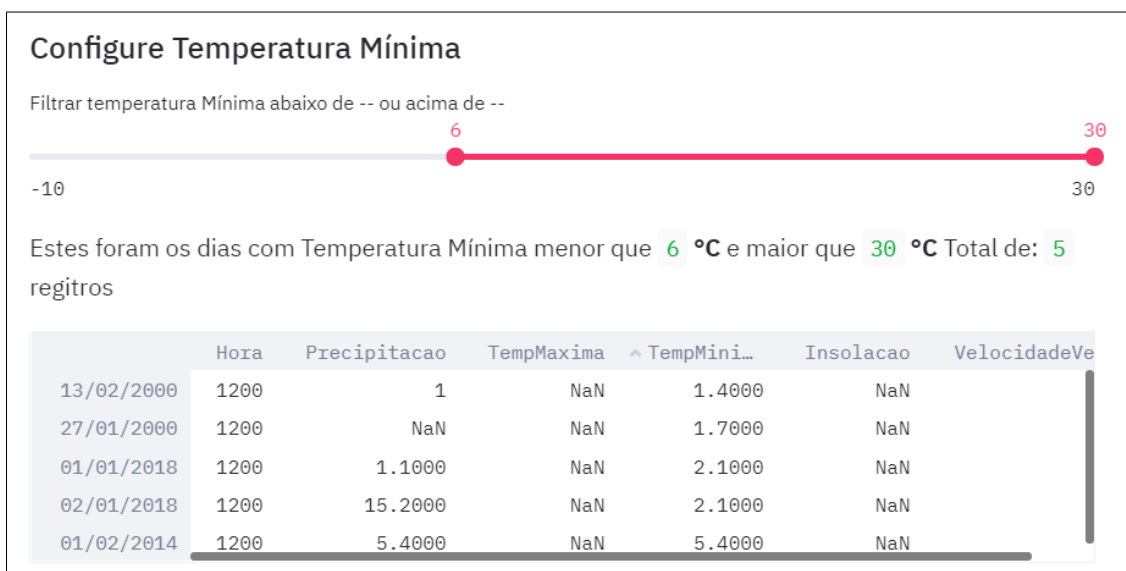 Configure Temperatura Mínima
Filtrar temperatura Mínima abaixo de -- ou acima de --
6 30
-10 30
Estes foram os dias com Temperatura Mínima menor que 6 °C e maior que 30 °C Total de: 5
regitros
Hora Precipitacao TempMaxima TempMini… Insolacao VelocidadeVe
13/02/2000 1200 1 NaN 1.4000 NaN
27/01/2000 1200 NaN NaN 1.7000 NaN
01/01/2018 1200 1.1000 NaN 2.1000 NaN
02/01/2018 1200 15.2000 NaN 2.1000 NaN
01/02/2014 1200 5.4000 NaN 5.4000 NaN